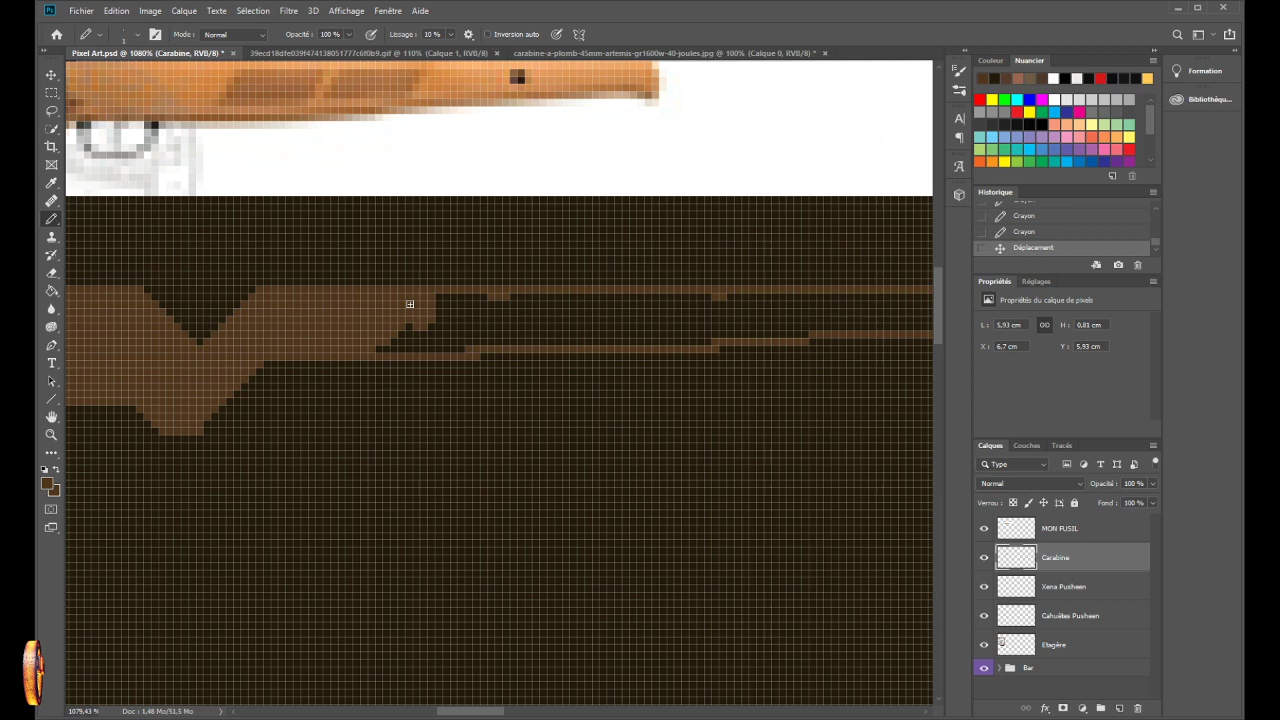 Ps Fichier Edition Image Calque Texte Sélection Filtre 3D Affichage Fenêtre Aide
1 Mode : Normal Opacité : 100 % Lissage : 10 % Inversion auto
Pixel Art.psd @ 1080% (Carabine, RVB/8) * × 39ecd18dfe039f474138051777c6f0b9.gif @ 110% (Calque 1, RVB/8) × carabine-a-plomb-45mm-artemis-gr1600w-40-joules.jpg @ 100% (Calque 0, RVB/8) * ×
Couleur Nuancier
Formation
Bibliothèqu...
Historique
Crayon
Crayon
Déplacement
Propriétés Réglages
Propriétés du calque de pixels
L : 5,93 cm H : 0,81 cm
X : 6,7 cm Y : 5,93 cm
Calques Couches Tracés
Type
Normal Opacité : 100 %
Verrou : Fond : 100 %
MON FUSIL
Carabine
Xena Pusheen
Cahuètes Pusheen
Etagère
Bar
fx
1079,43 % Doc : 1,48 Mo/51,5 Mo